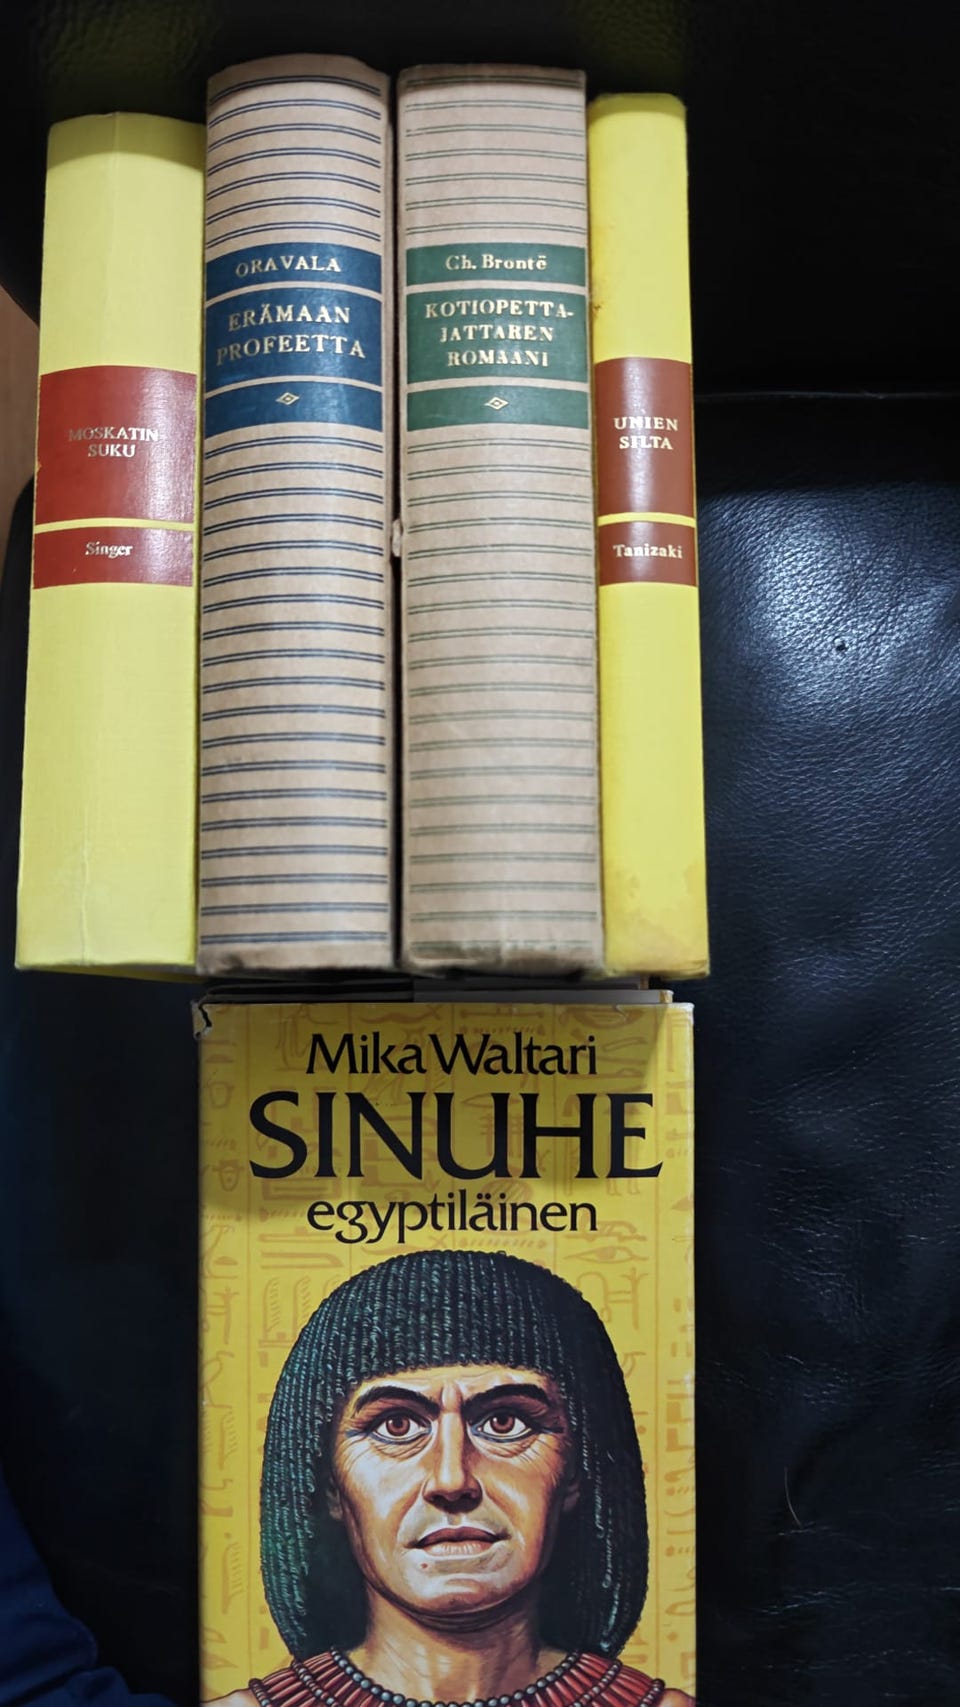 MOSKATIN-
SUKU
Singer
ORAVALA
ERÄMAAN
PROFEETTA
Ch. Brontë
KOTIOPETTA-
JATTAREN
ROMAANI
UNIEN
SILTA
Tanizaki
Mika Waltari
SINUHE
egyptiläinen